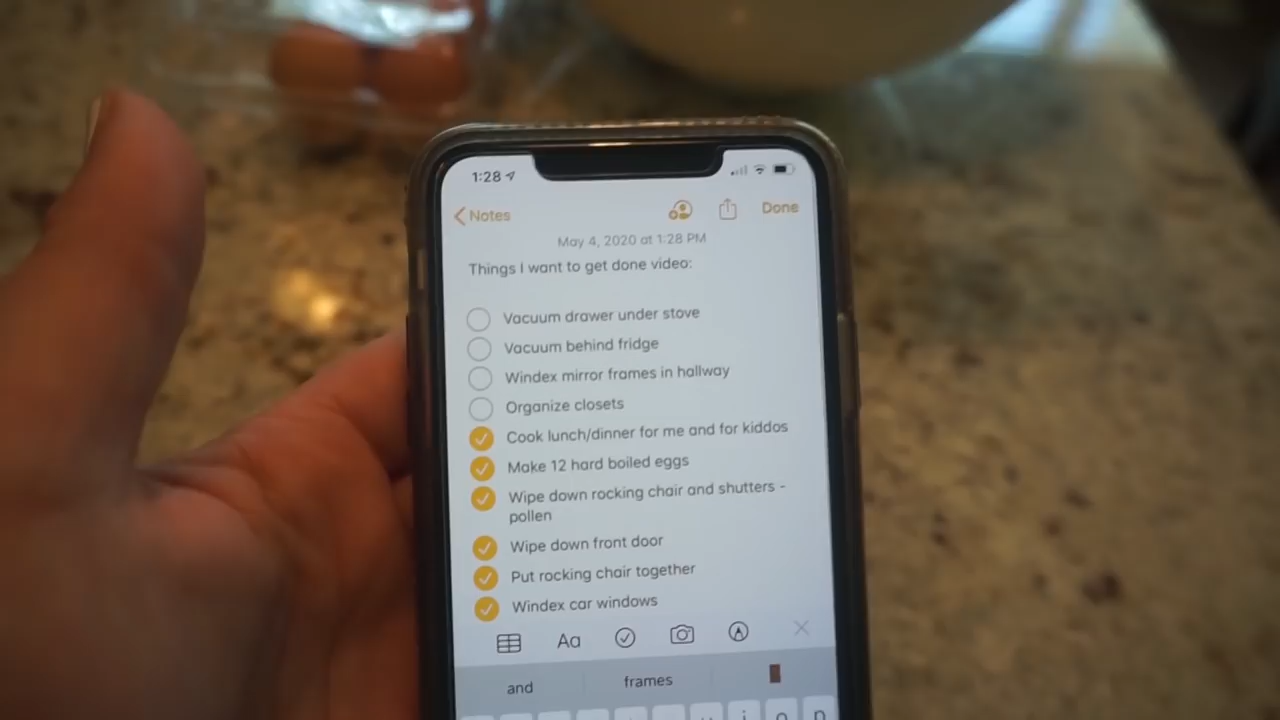 1:28
Notes
Done
May 4, 2020 at 1:28 PM
Things I want to get done video:
Vacuum drawer under stove
Vacuum behind fridge
Windex mirror frames in hallway
Organize closets
Cook lunch/dinner for me and for kiddos
Make 12 hard boiled eggs
Wipe down rocking chair and shutters -
pollen
Wipe down front door
Put rocking chair together
Windex car windows
Aa
and
frames
i
o
p